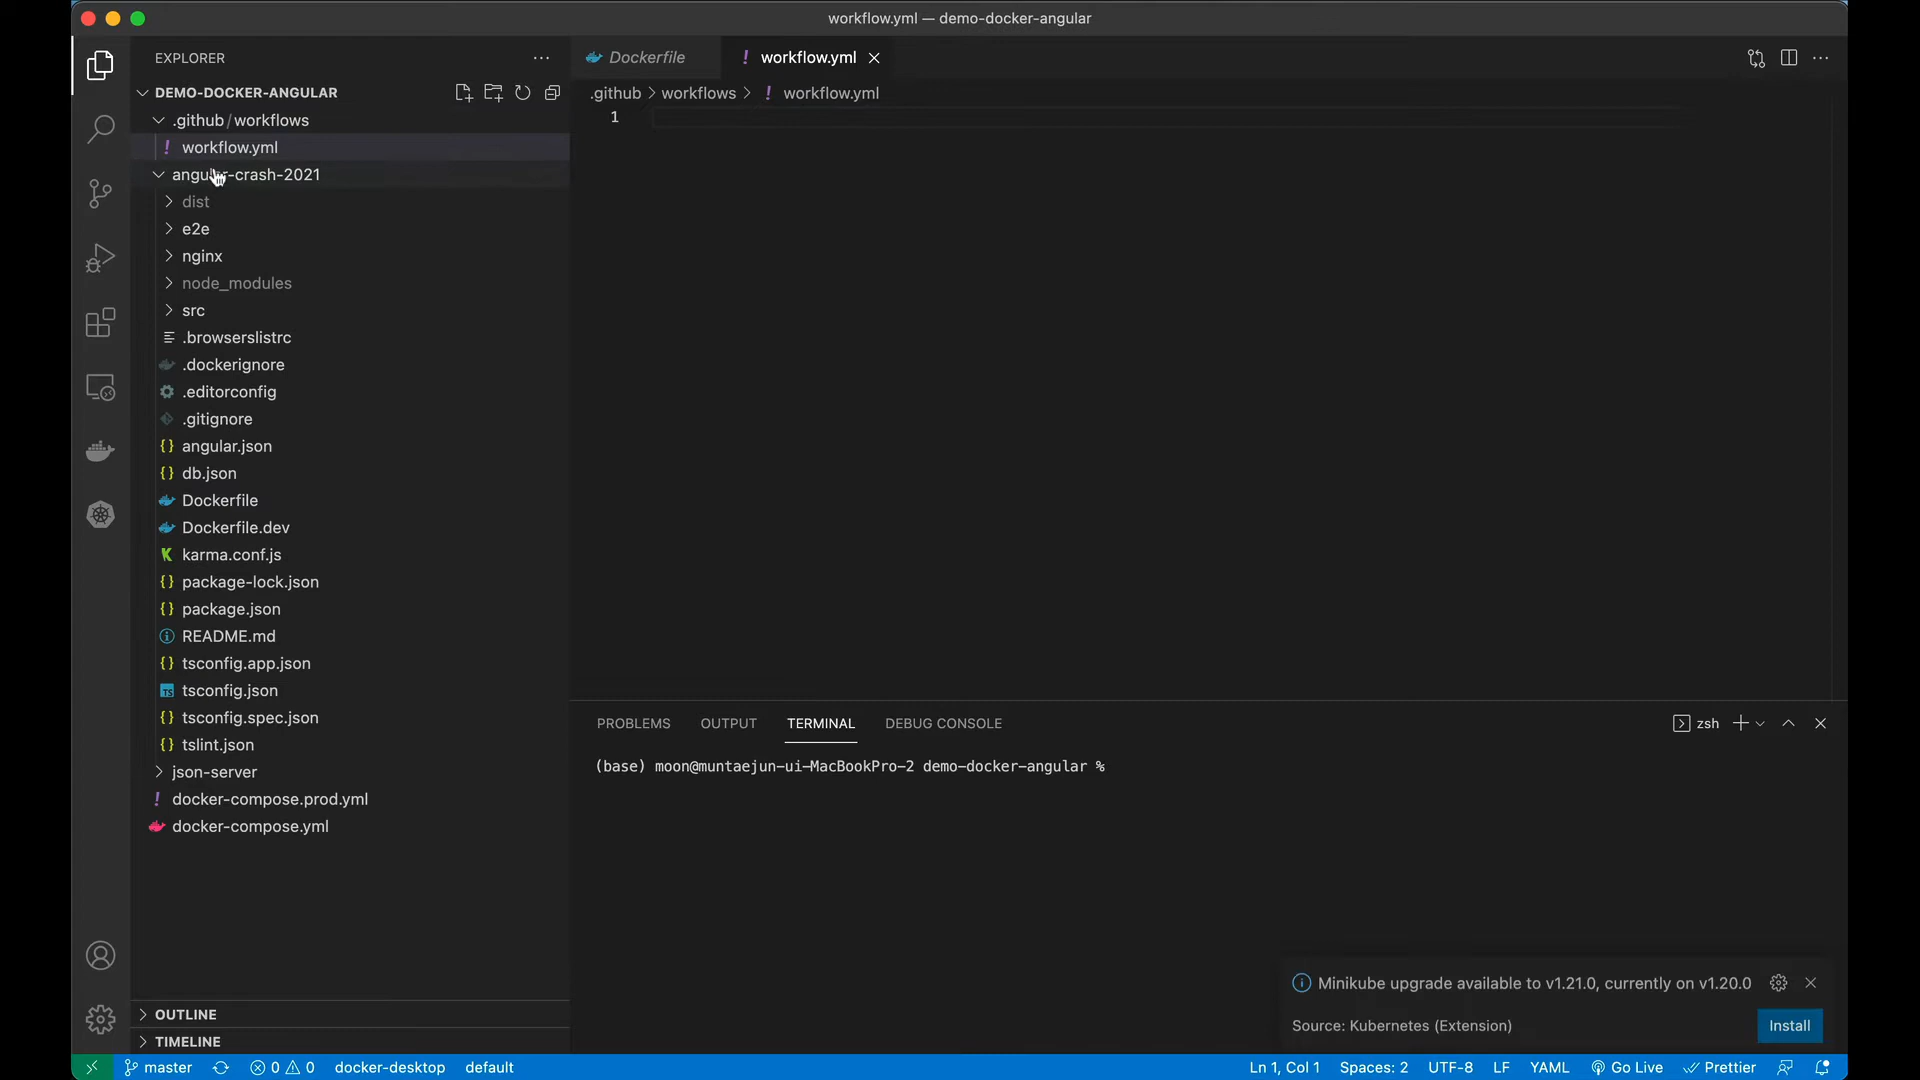 workflow.yml — demo-docker-angular
EXPLORER
DEMO-DOCKER-ANGULAR
.github/workflows
workflow.yml
angular-crash-2021
dist
e2e
nginx
node_modules
src
.browserslistrc
.dockerignore
.editorconfig
.gitignore
angular.json
db.json
Dockerfile
Dockerfile.dev
karma.conf.js
package-lock.json
package.json
README.md
tsconfig.app.json
tsconfig.json
tsconfig.spec.json
tslint.json
json-server
docker-compose.prod.yml
docker-compose.yml
OUTLINE
TIMELINE
Dockerfile
workflow.yml
.github > workflows > ! workflow.yml
1
PROBLEMS OUTPUT TERMINAL DEBUG CONSOLE
zsh
(base) moon@muntaejun-ui-MacBookPro-2 demo-docker-angular %
Minikube upgrade available to v1.21.0, currently on v1.20.0
Source: Kubernetes (Extension)
Install
master 0 0 docker-desktop default
Ln 1, Col 1 Spaces: 2 UTF-8 LF YAML Go Live Prettier